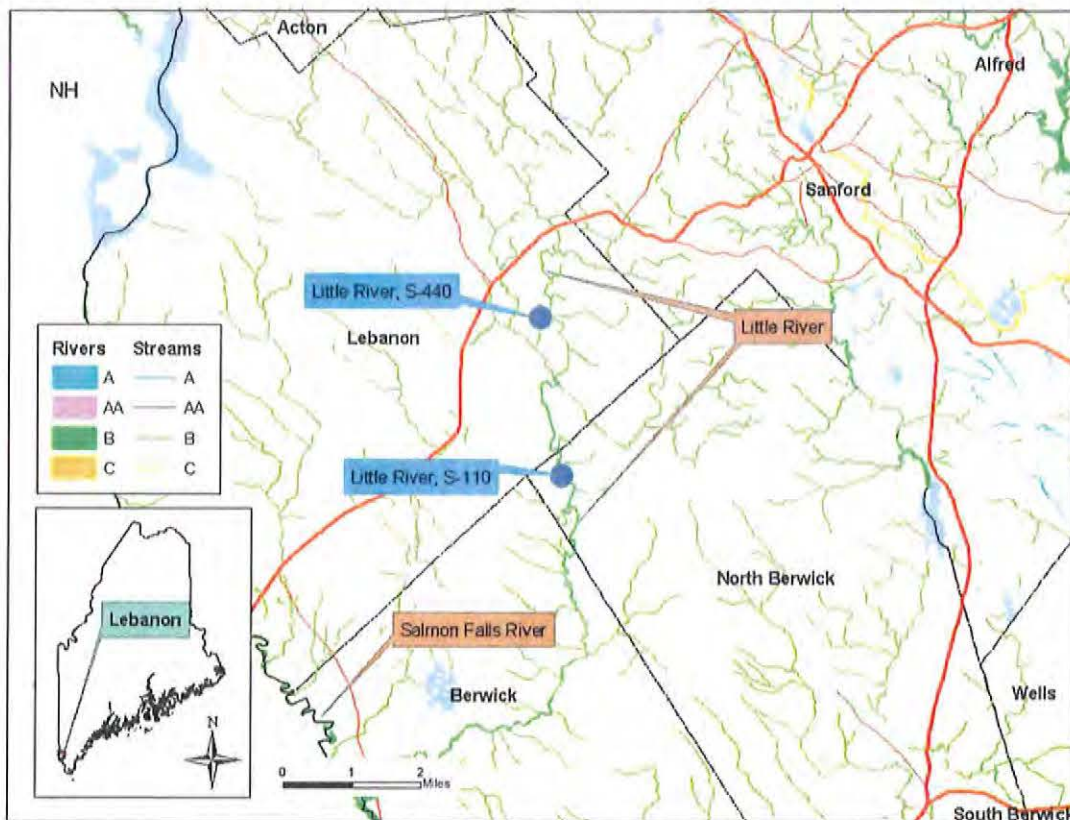 Acton
NH
Alfred
Sanford
Little River, S-440
Lebanon
Little River
Rivers Streams
A A
AA AA
B B
C C
Little River, S-110
North Berwick
Lebanon
Salmon Falls River
Berwick
Wells
N
0 1 2
Miles
South Berwick